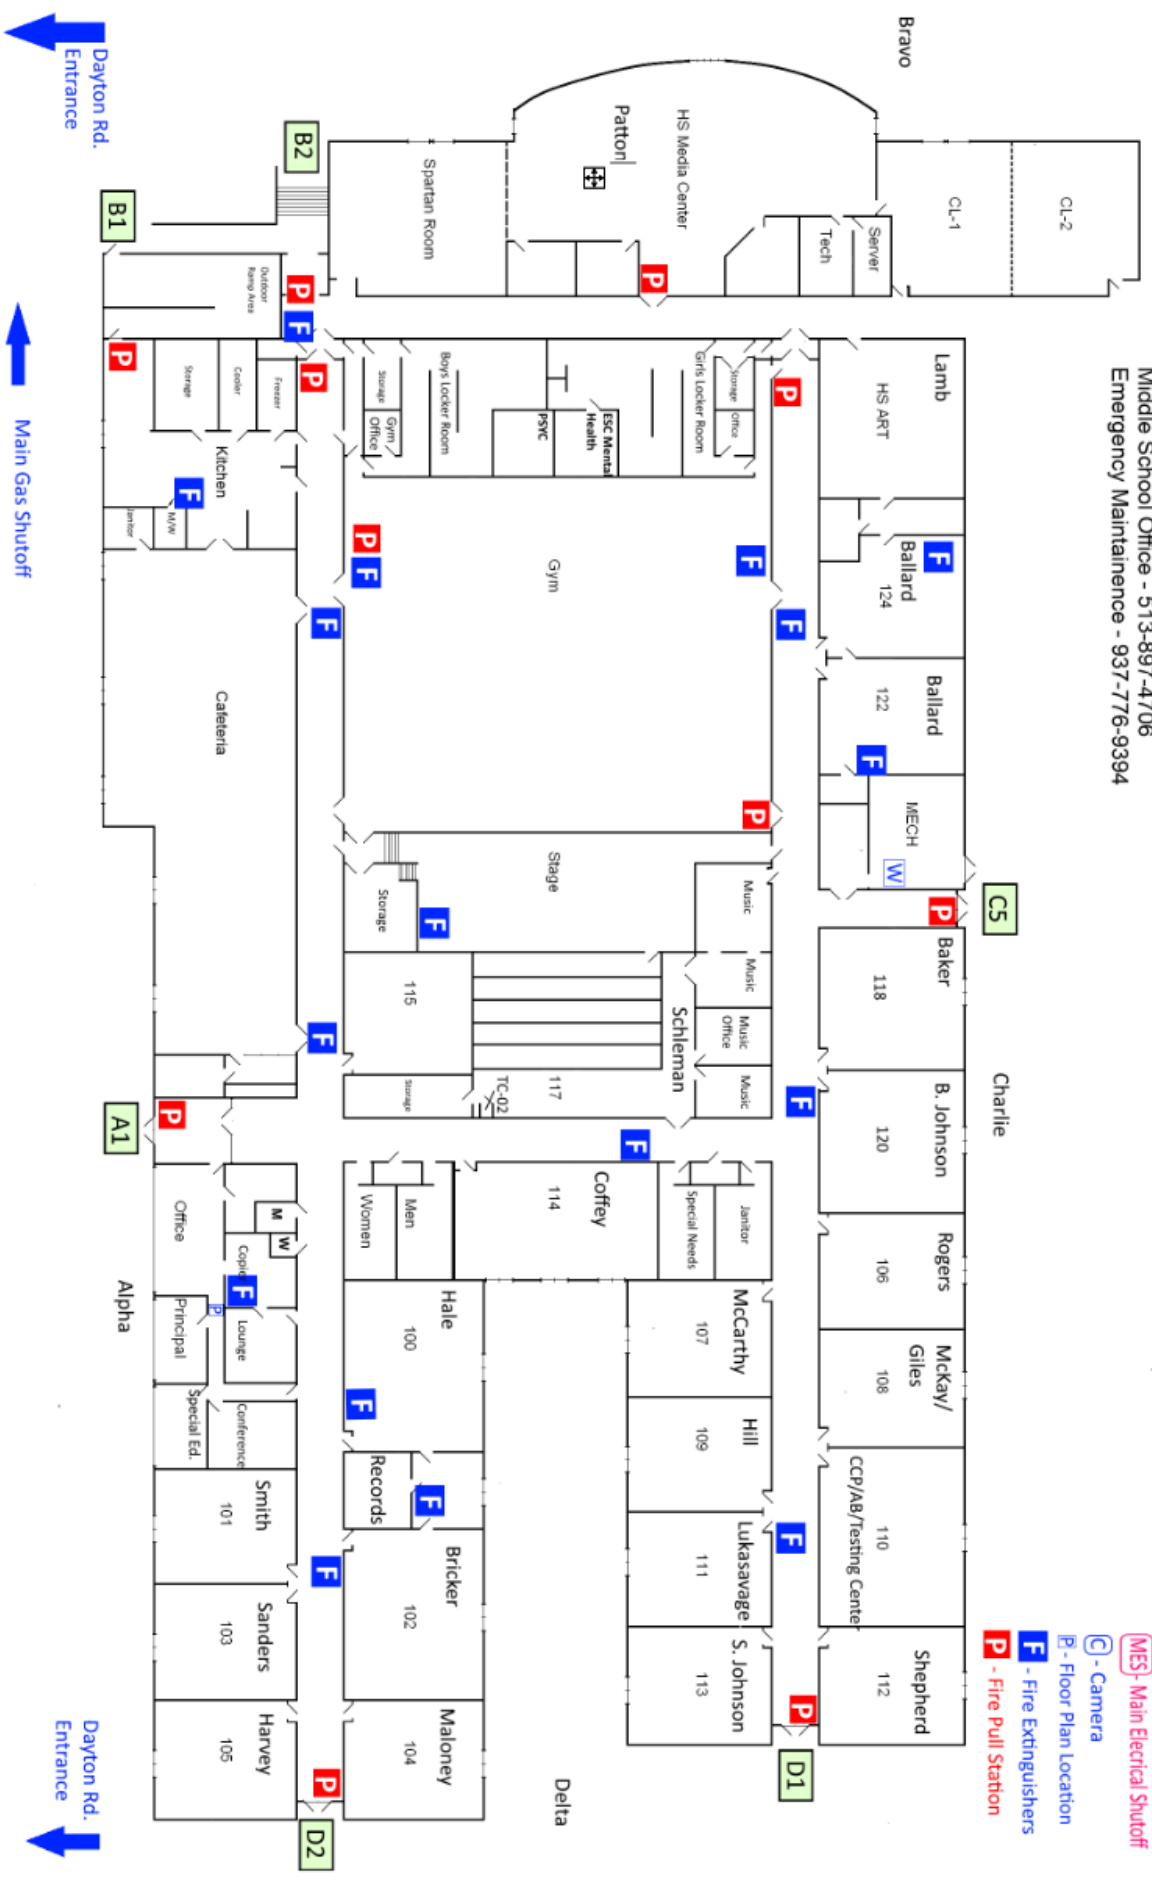 Middle School Office - 513-897-4706
Emergency Maintainence - 937-776-9394
MES - Main Elecrical Shutoff
C - Camera
P - Floor Plan Location
F - Fire Extinguishers
P - Fire Pull Station
Bravo
CL-2
CL-1
Server
Tech
HS Media Center
Patton
Spartan Room
B2
Dayton Rd.
Entrance
B1
Outdoor
Ramp Area
P
F
P
P
Main Gas Shutoff
Lamb
HS ART
P
Storage
Office
Girls Locker Room
ESC Mental
Health
PSYC
Boys Locker Room
Storage
Gym
Office
P
Freezer
Cooler
Storage
Kitchen
F
M/W
Janitor
F
Ballard
124
F
F
Gym
P
F
F
Ballard
122
F
Cafeteria
MECH
W
P
C5
P
Stage
Storage
F
Music
Music
Music
Office
Music
Schleman
115
117
TC-02
Storage
F
Baker
118
Charlie
B. Johnson
120
F
F
A1
P
Rogers
106
Janitor
Special Needs
Coffey
114
Men
Women
M
W
Office
Copier
F
P
Lounge
Principal
Alpha
Conference
Special Ed.
McKay/
Giles
108
McCarthy
107
Hale
100
F
Hill
109
CCP/AB/Testing Center
110
F
Records
F
Smith
101
Lukasavage
111
Bricker
102
F
Sanders
103
Shepherd
112
S. Johnson
113
P
D1
Maloney
104
Harvey
105
P
D2
Delta
Dayton Rd.
Entrance